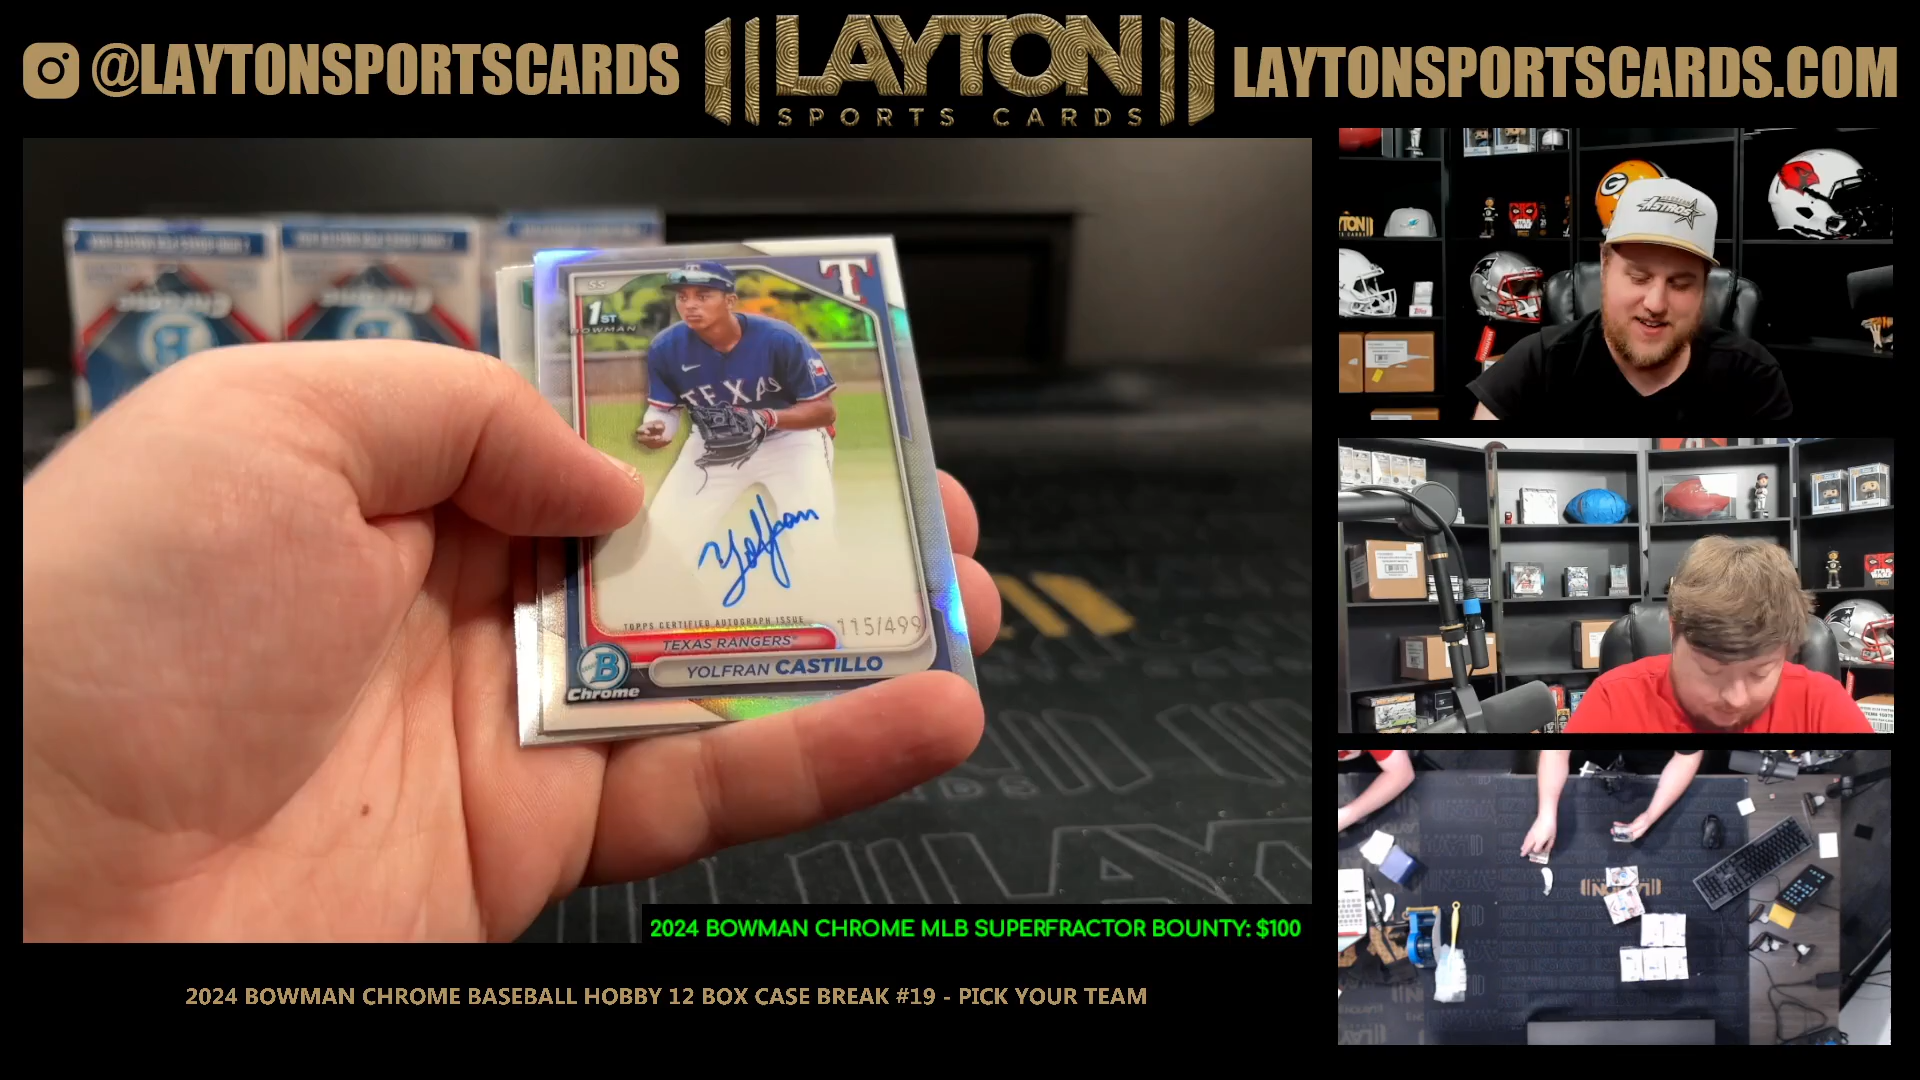 @LAYTONSPORTSCARDS
LAYTON
SPORTS CARDS
LAYTONSPORTSCARDS.COM
SS
1ST
BOWMAN
T
TEXAS
Yolfran
TOPPS CERTIFIED AUTOGRAPH ISSUE
115/499
TEXAS RANGERS
YOLFRAN CASTILLO
B
Chrome
ASTROS
G
2024 BOWMAN CHROME MLB SUPERFRACTOR BOUNTY: $100
2024 BOWMAN CHROME BASEBALL HOBBY 12 BOX CASE BREAK #19 - PICK YOUR TEAM